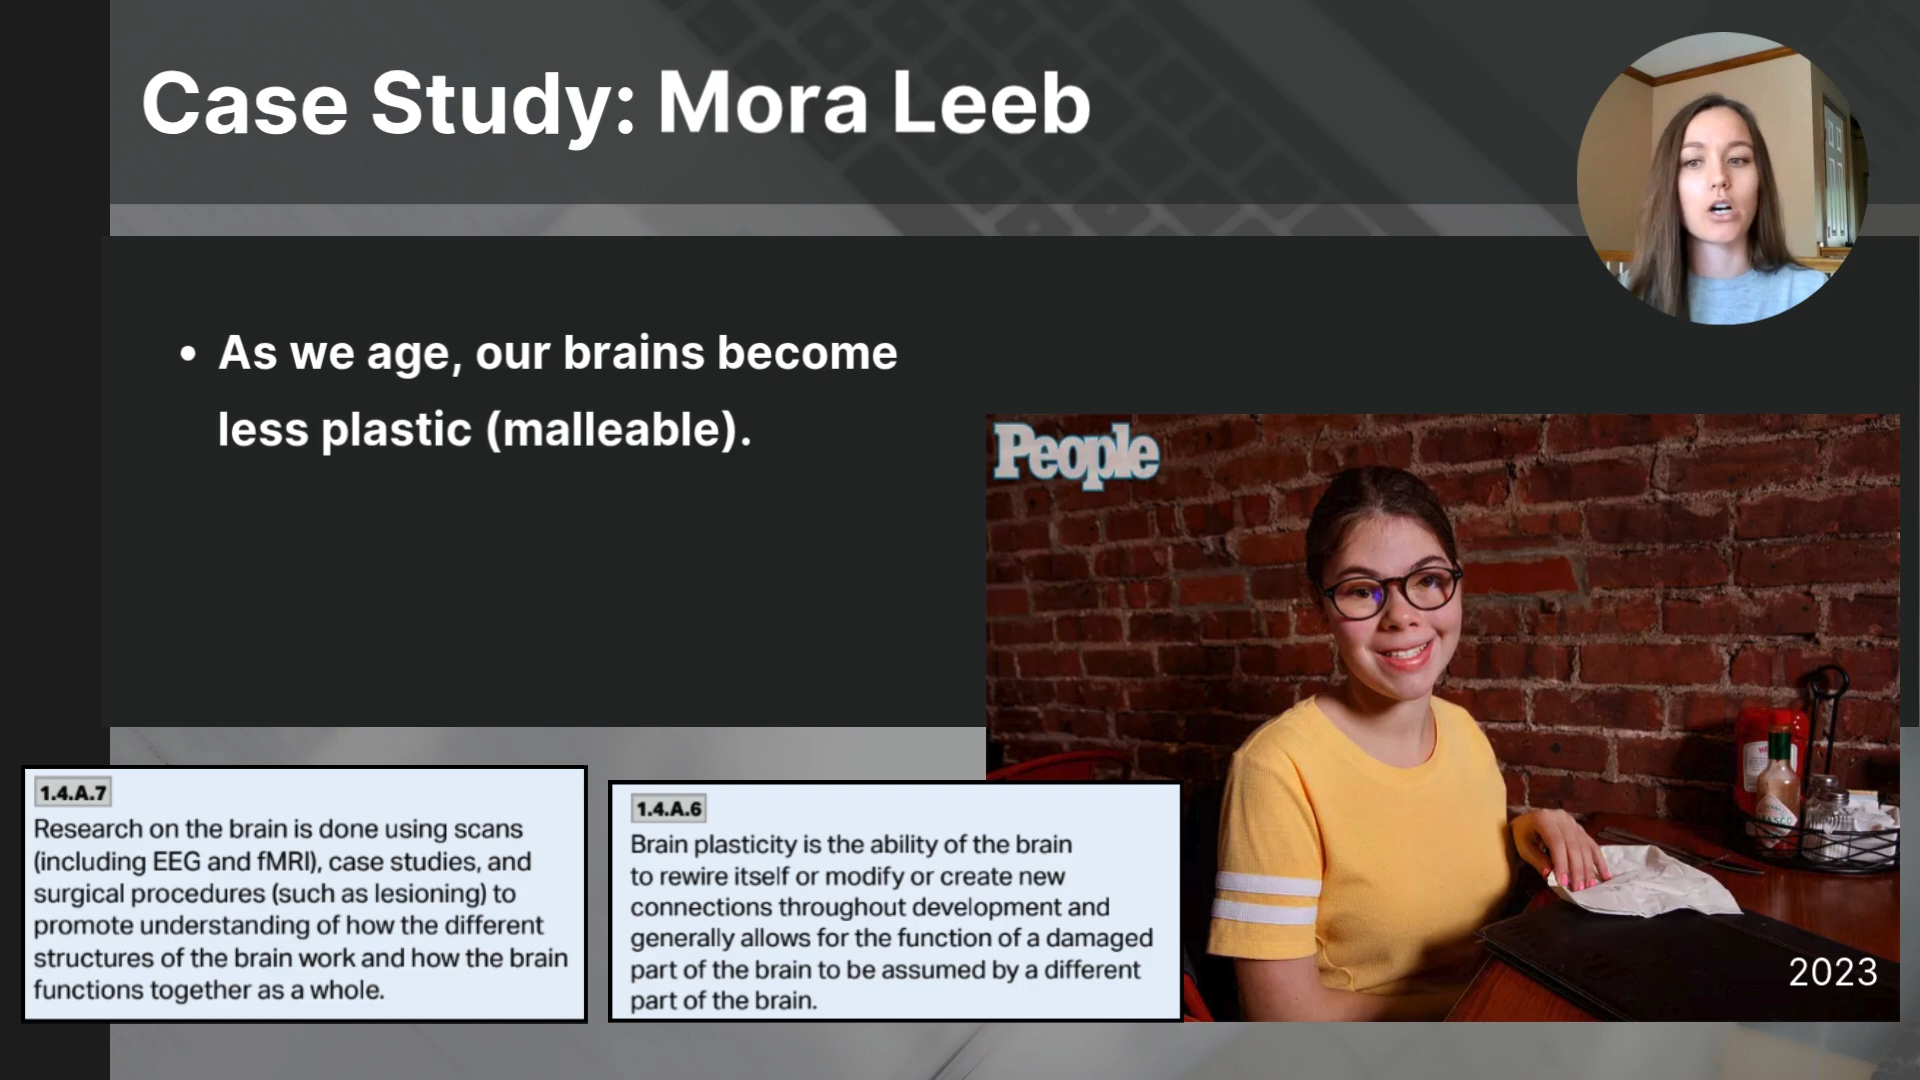 Case Study: Mora Leeb
• As we age, our brains become
less plastic (malleable).
People
1.4.A.7
Research on the brain is done using scans
(including EEG and fMRI), case studies, and
surgical procedures (such as lesioning) to
promote understanding of how the different
structures of the brain work and how the brain
functions together as a whole.
1.4.A.6
Brain plasticity is the ability of the brain
to rewire itself or modify or create new
connections throughout development and
generally allows for the function of a damaged
part of the brain to be assumed by a different
part of the brain.
2023